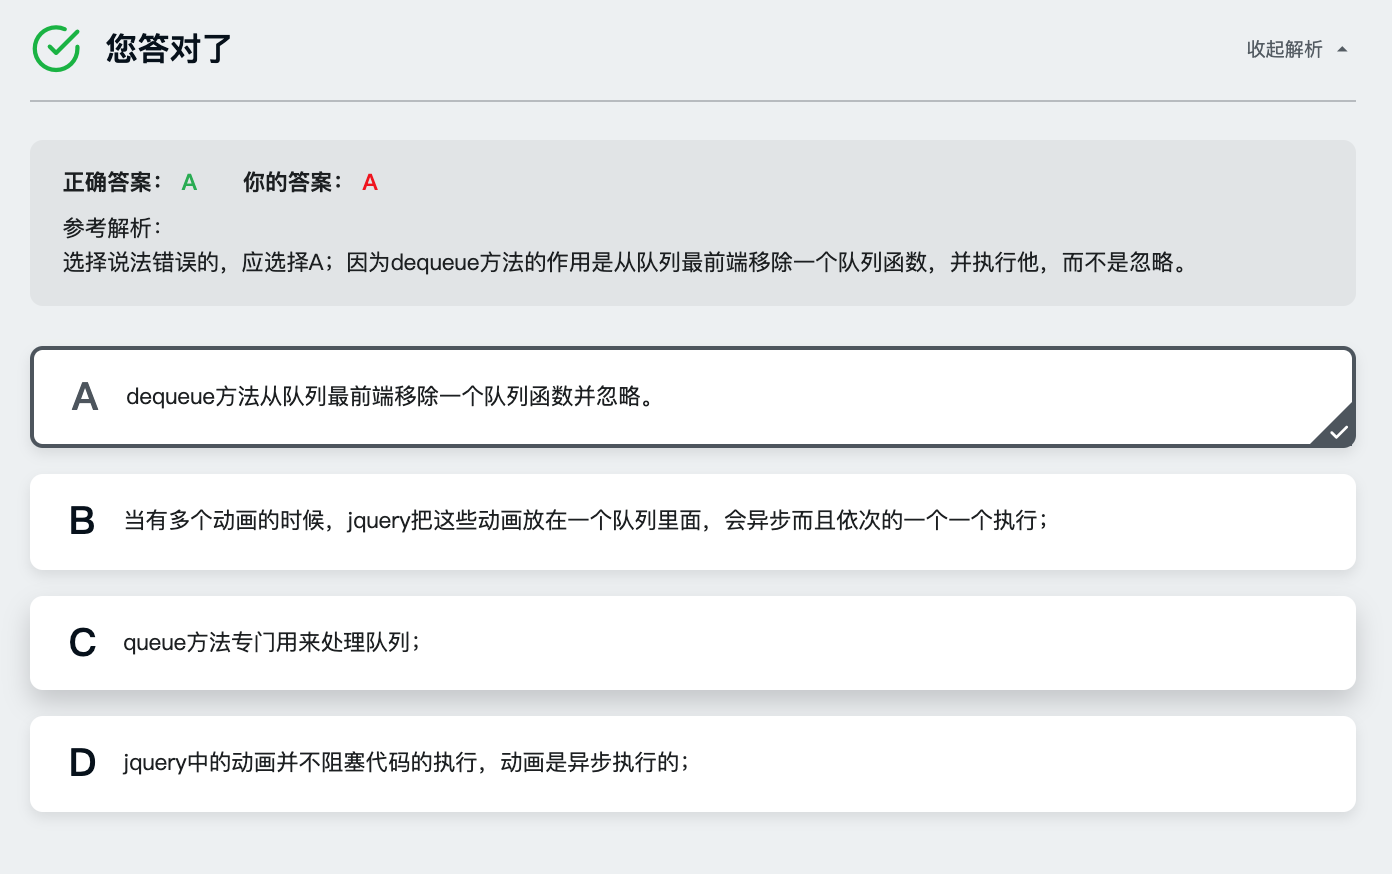 您答对了
收起解析
正确答案： A 你的答案： A
参考解析：
选择说法错误的，应选择A；因为dequeue方法的作用是从队列最前端移除一个队列函数，并执行他，而不是忽略。
A dequeue方法从队列最前端移除一个队列函数并忽略。
B 当有多个动画的时候，jquery把这些动画放在一个队列里面，会异步而且依次的一个一个执行；
C queue方法专门用来处理队列；
D jquery中的动画并不阻塞代码的执行，动画是异步执行的；